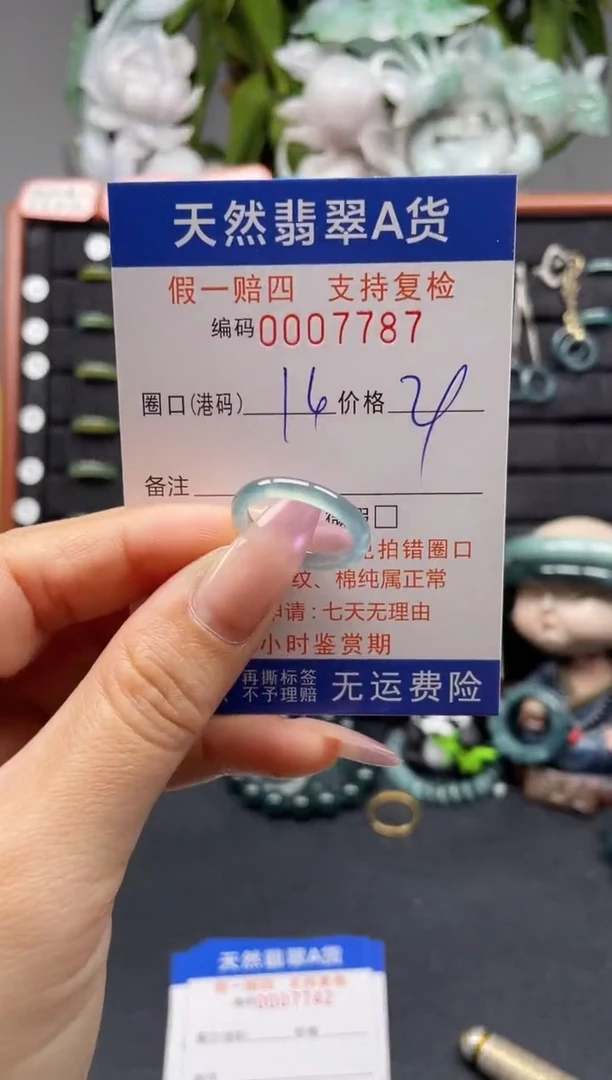 天然翡翠A货
假一赔四 支持复检
编码0007787
圈口(港码) 16 价格
备注
拍错圈口
纹、棉纯属正常
申请:七天无理由
小时鉴赏期
再撕标签
不予理赔 无运费险
天然翡翠A货
0007742